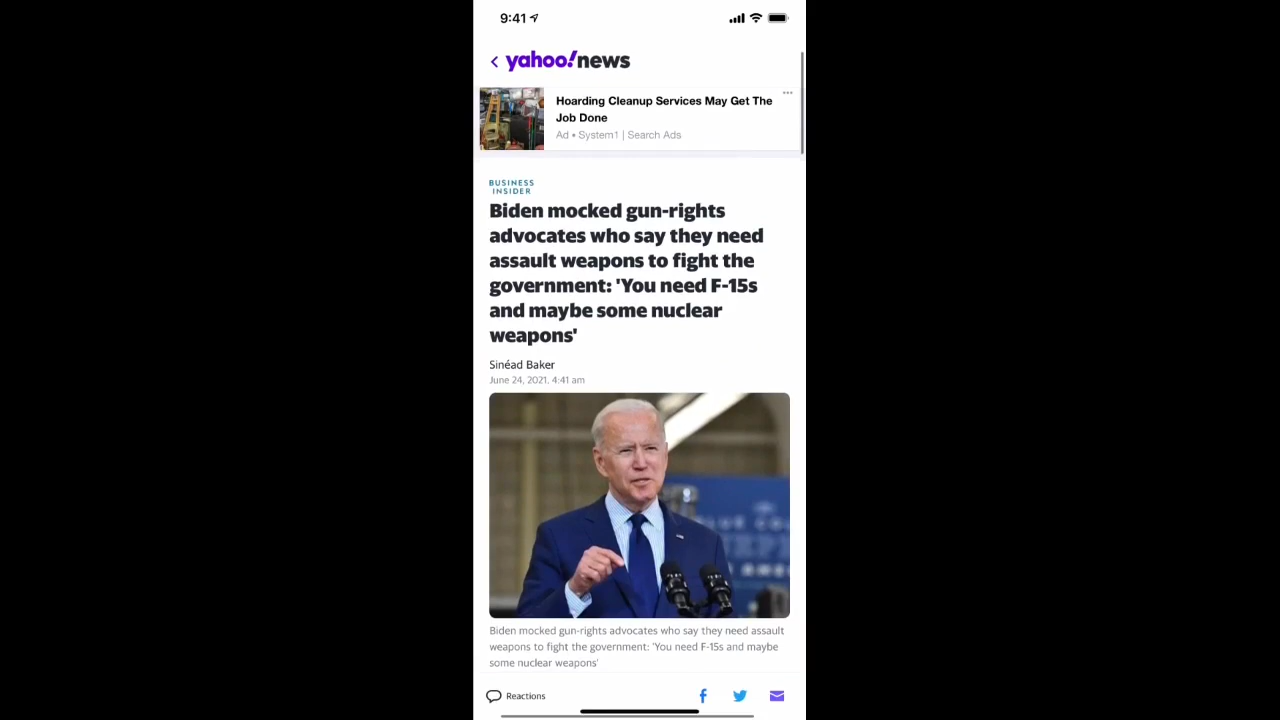 9:41
yahoo!news
Hoarding Cleanup Services May Get The
Job Done
Ad • System1 | Search Ads
BUSINESS
INSIDER
Biden mocked gun-rights
advocates who say they need
assault weapons to fight the
government: 'You need F-15s
and maybe some nuclear
weapons'
Sinéad Baker
June 24, 2021, 4:41 am
Biden mocked gun-rights advocates who say they need assault
weapons to fight the government: 'You need F-15s and maybe
some nuclear weapons'
Reactions